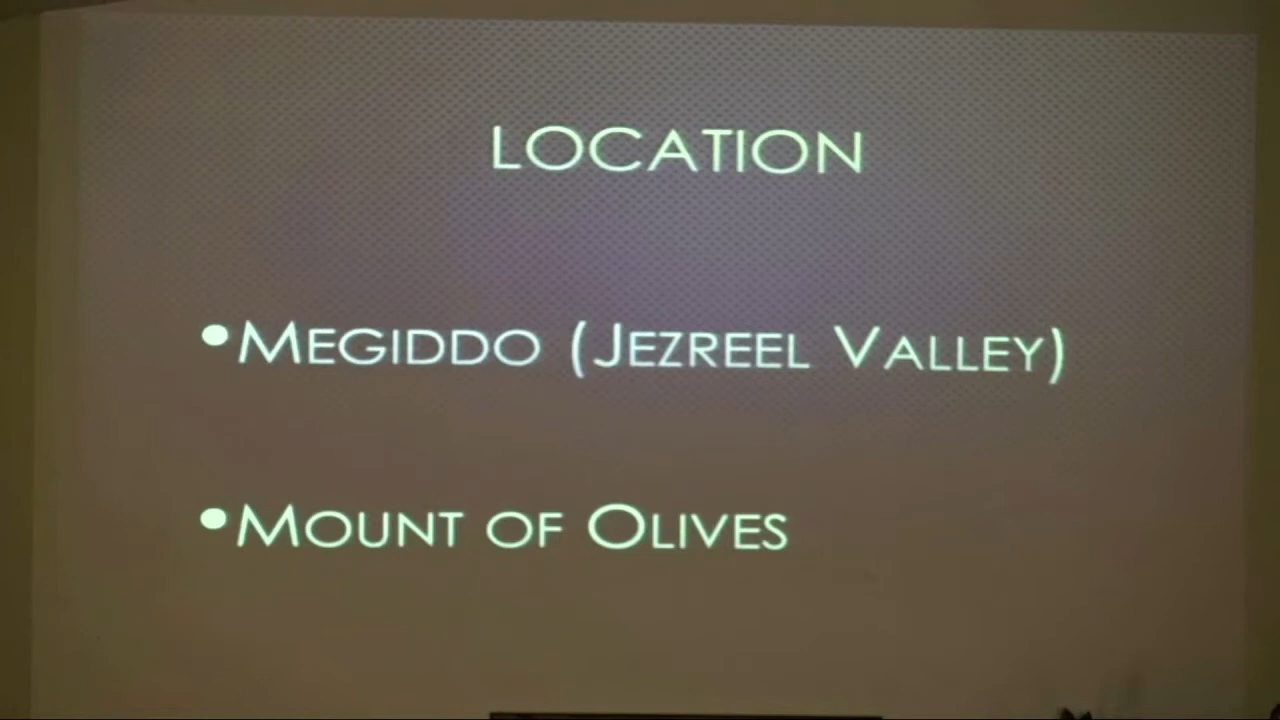 LOCATION
•MEGIDDO (JEZREEL VALLEY)
•MOUNT OF OLIVES